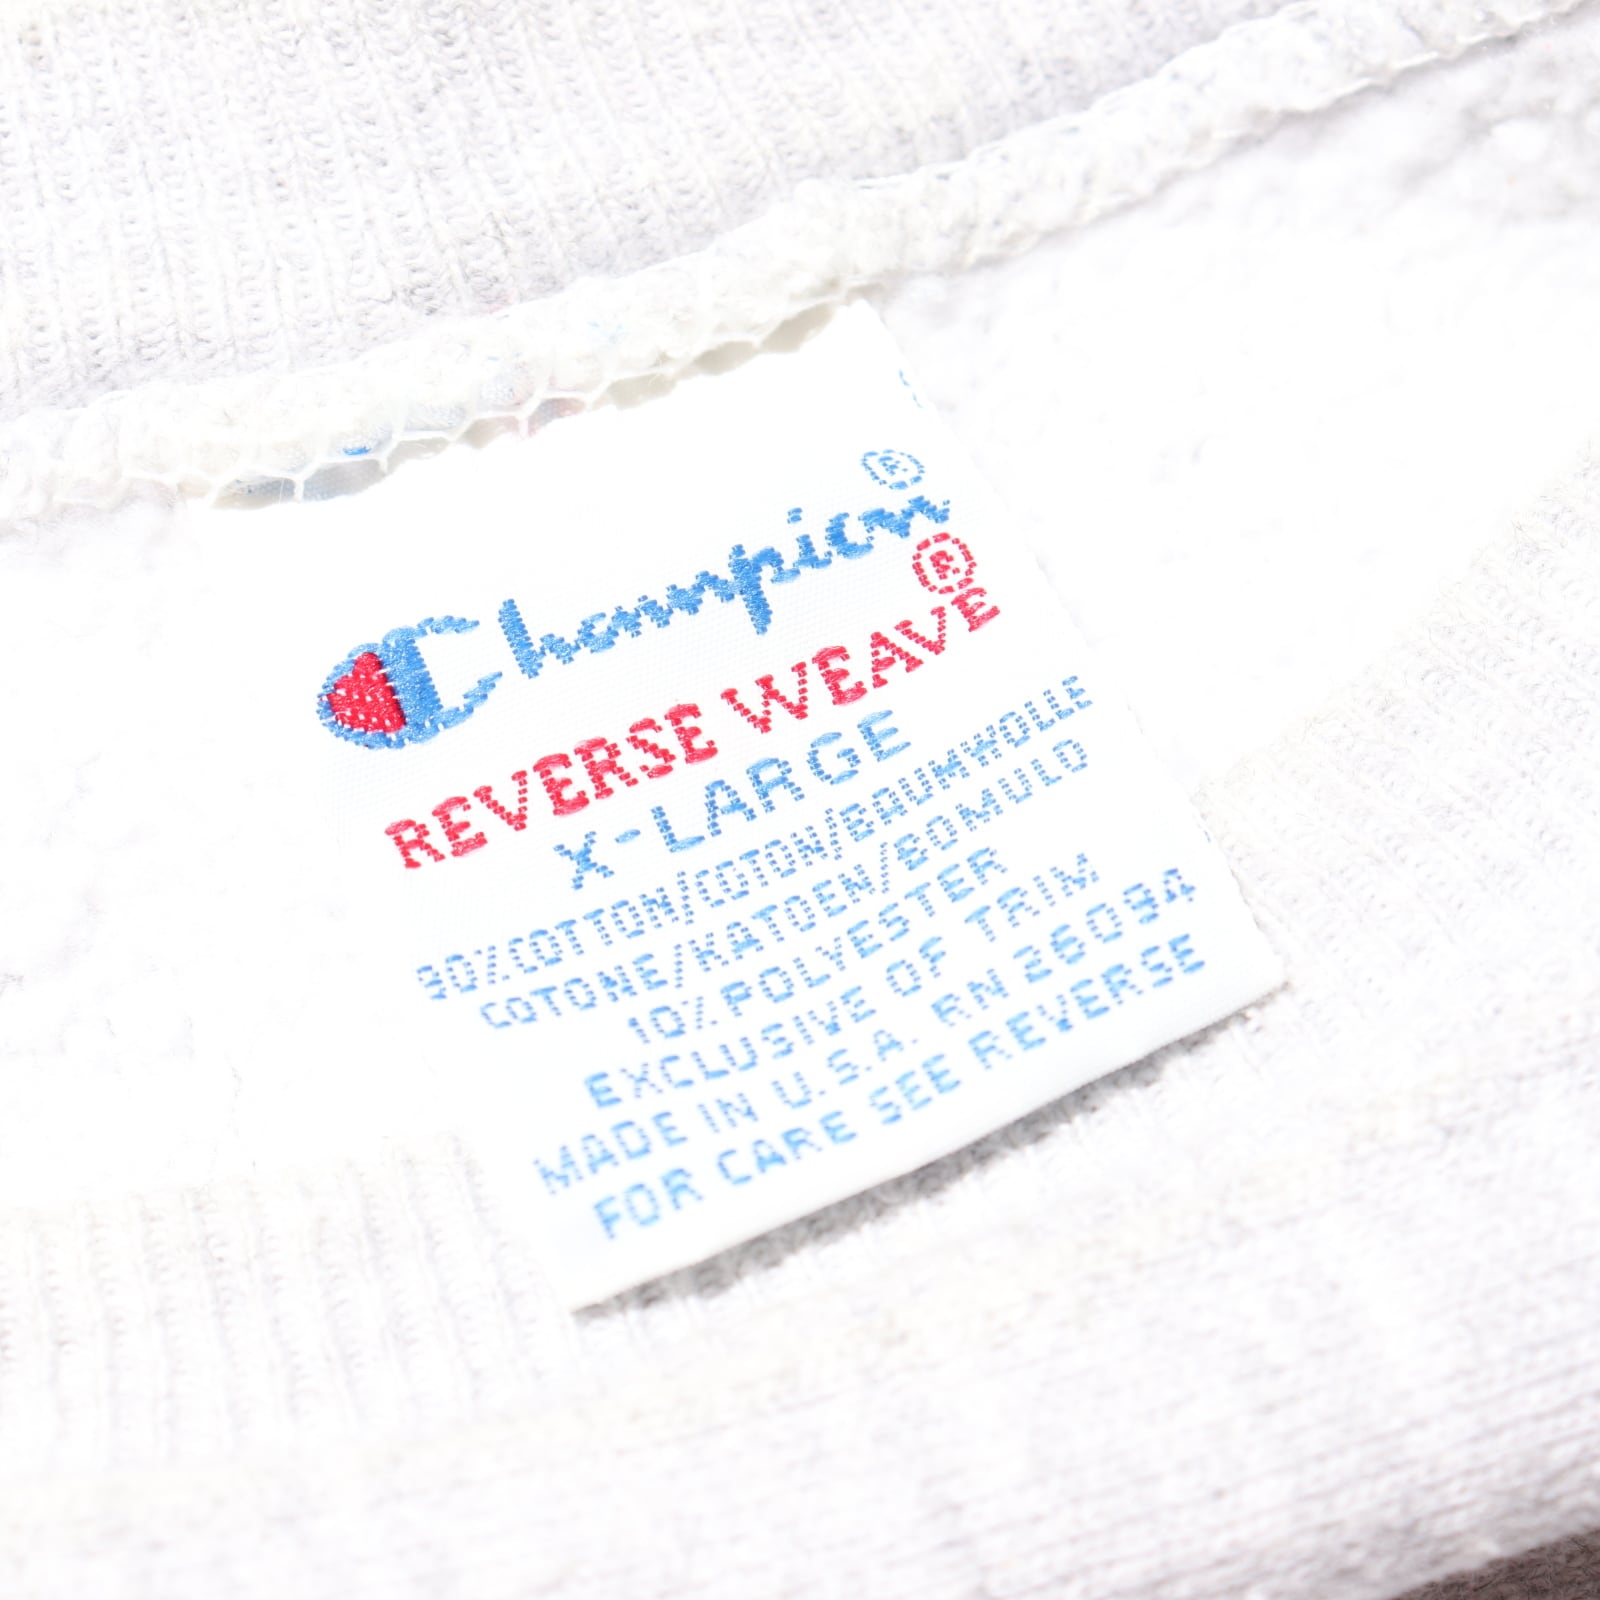 Champion®
REVERSE WEAVE®
X-LARGE
90% COTTON/COTON/BAUMWOLLE
COTONE/KATOEN/BOMULD
10% POLYESTER
EXCLUSIVE OF TRIM
MADE IN U.S.A. RN 26094
FOR CARE SEE REVERSE